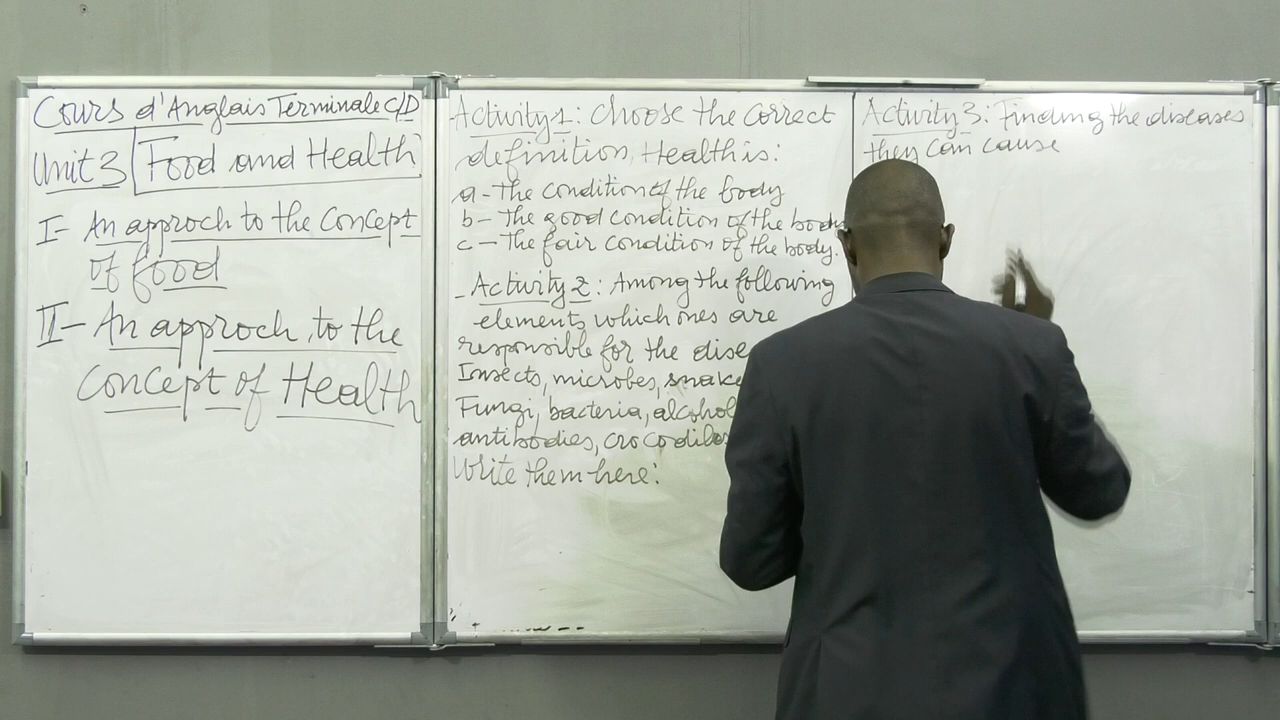 Cours d'Anglais Terminale C/D
Unit 3 Food and Health
I- An approch to the Concept
of food
II- An approch to the
concept of Health
Activity 1: Choose the correct
definition, Health is:
a- The condition of the body
b- The good condition of the body
c- The fair condition of the body.
- Activity 2: Among the following
elements, which ones are
responsible for the
Insects, microbes,
Fungi, bacteria, alcohol
antibodies,
Write them here:
Activity 3: Finding the diseases
they can cause